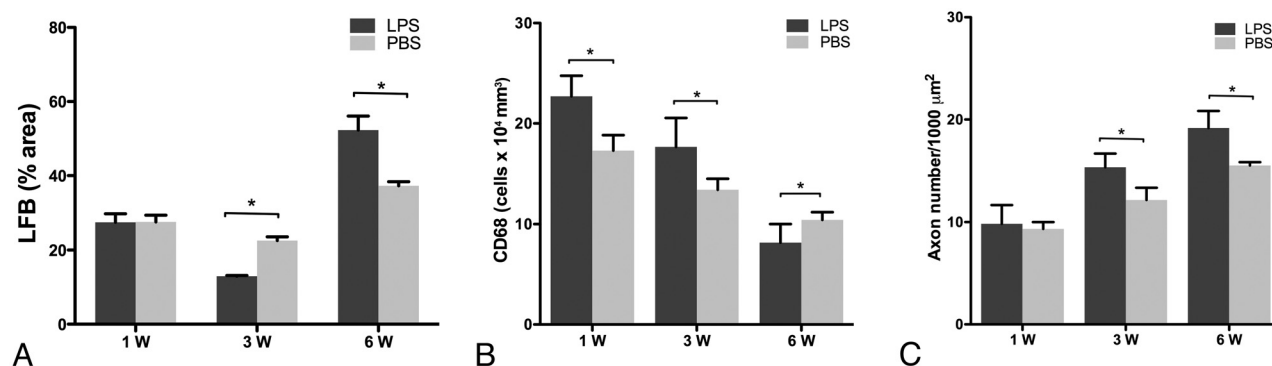 LPS
PBS
LFB (% area)
80
60
40
20
0
*
*
1 W
3 W
6 W
A
LPS
PBS
CD68 (cells x 10⁴ mm³)
30
20
10
0
*
*
*
1 W
3 W
6 W
B
LPS
PBS
Axon number/1000 µm²
30
20
10
0
*
*
1 W
3 W
6 W
C